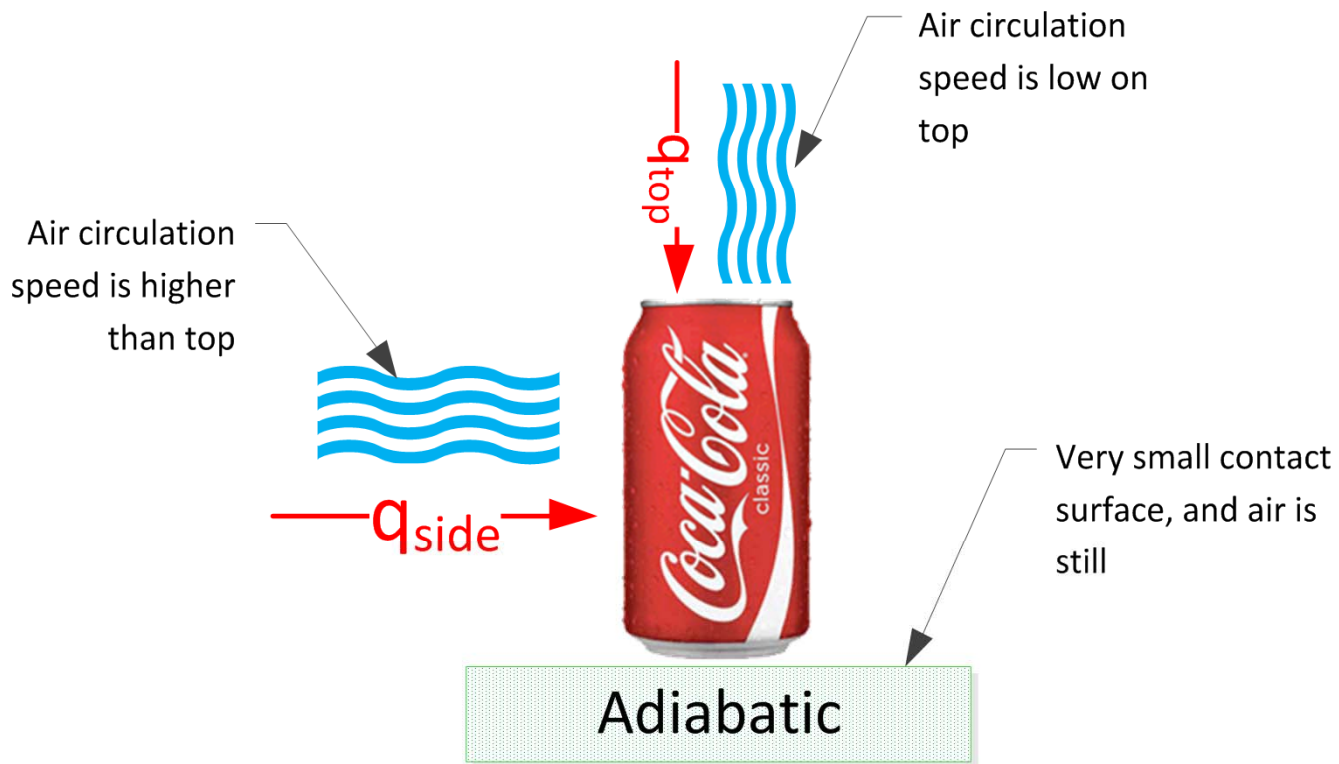 Air circulation
speed is low on
top
q top
Air circulation
speed is higher
than top
q side
Coca-Cola
classic
Very small contact
surface, and air is
still
Adiabatic